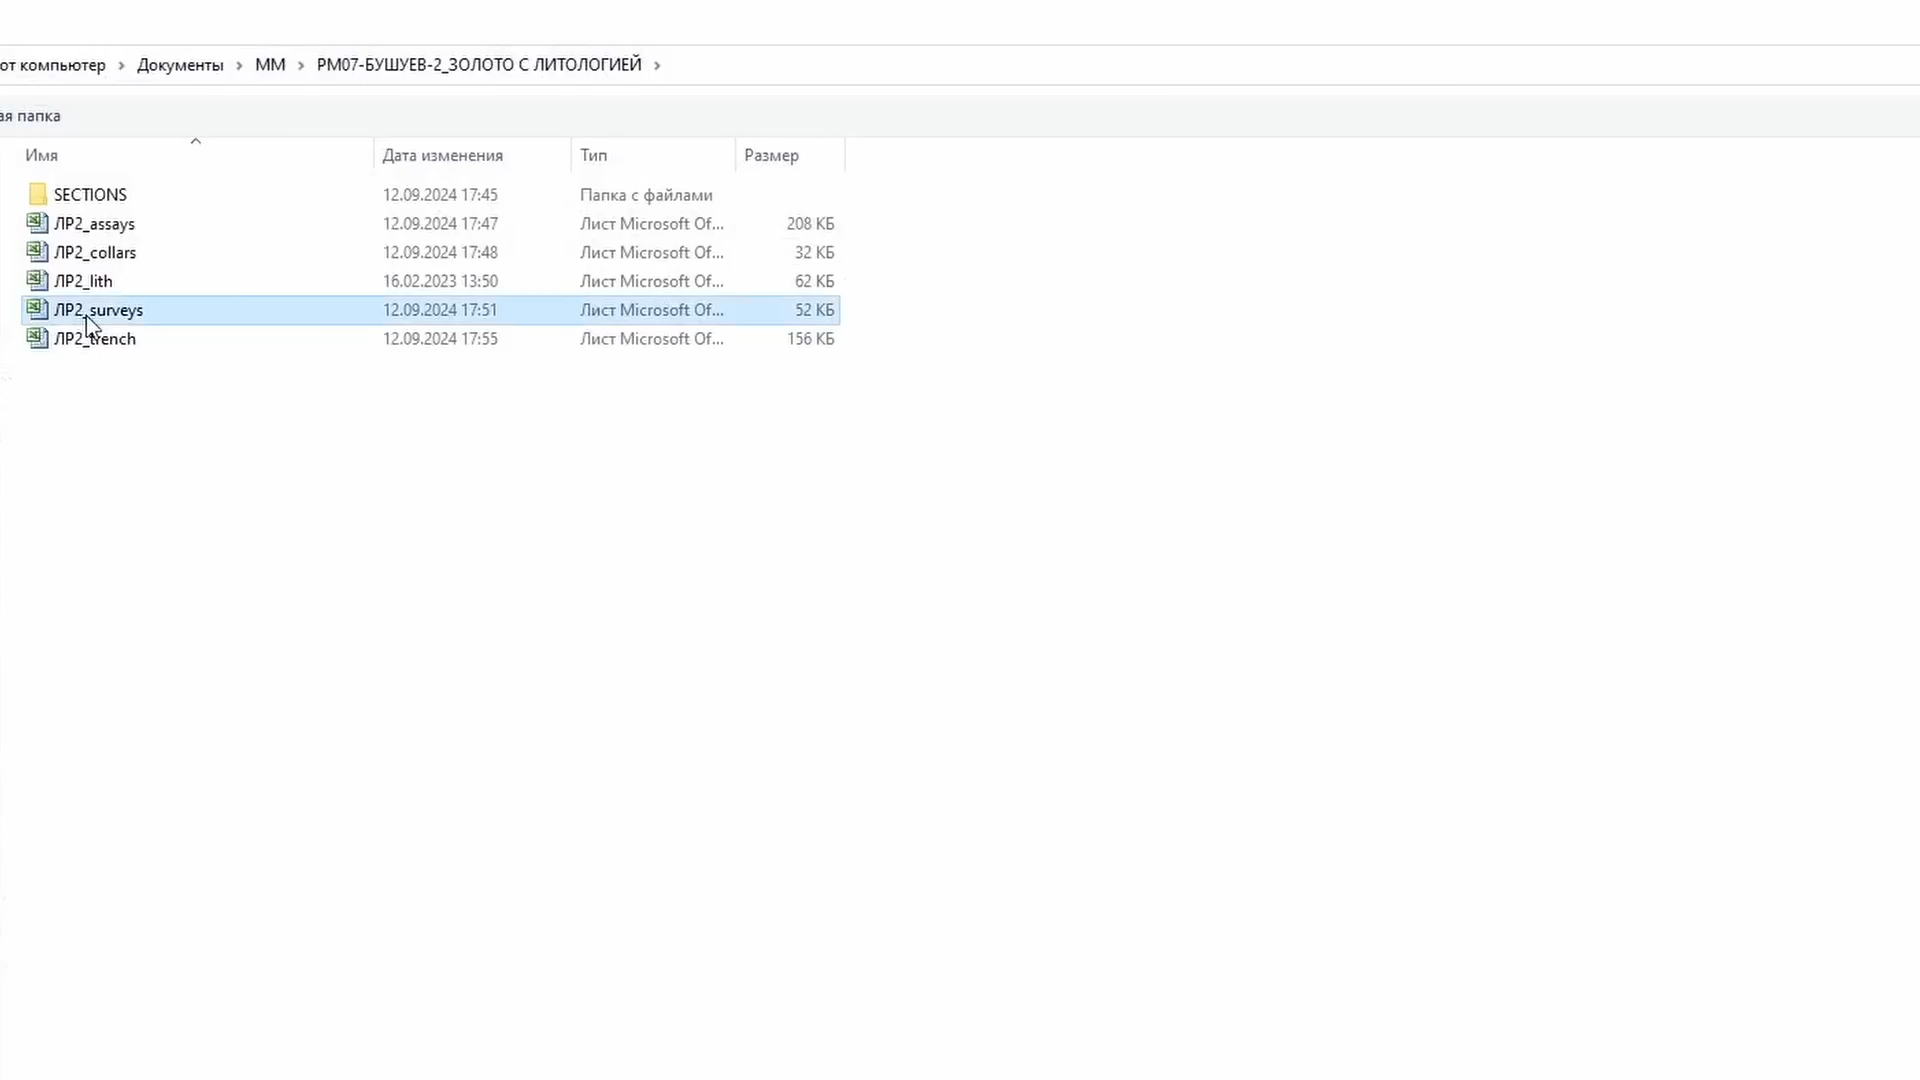 от компьютер › Документы › ММ › РМ07-БУШУЕВ-2_ЗОЛОТО С ЛИТОЛОГИЕЙ ›
ая папка
Имя Дата изменения Тип Размер
SECTIONS 12.09.2024 17:45 Папка с файлами
ЛР2_assays 12.09.2024 17:47 Лист Microsoft Of... 208 КБ
ЛР2_collars 12.09.2024 17:48 Лист Microsoft Of... 32 КБ
ЛР2_lith 16.02.2023 13:50 Лист Microsoft Of... 62 КБ
ЛР2_surveys 12.09.2024 17:51 Лист Microsoft Of... 52 КБ
ЛР2_trench 12.09.2024 17:55 Лист Microsoft Of... 156 КБ